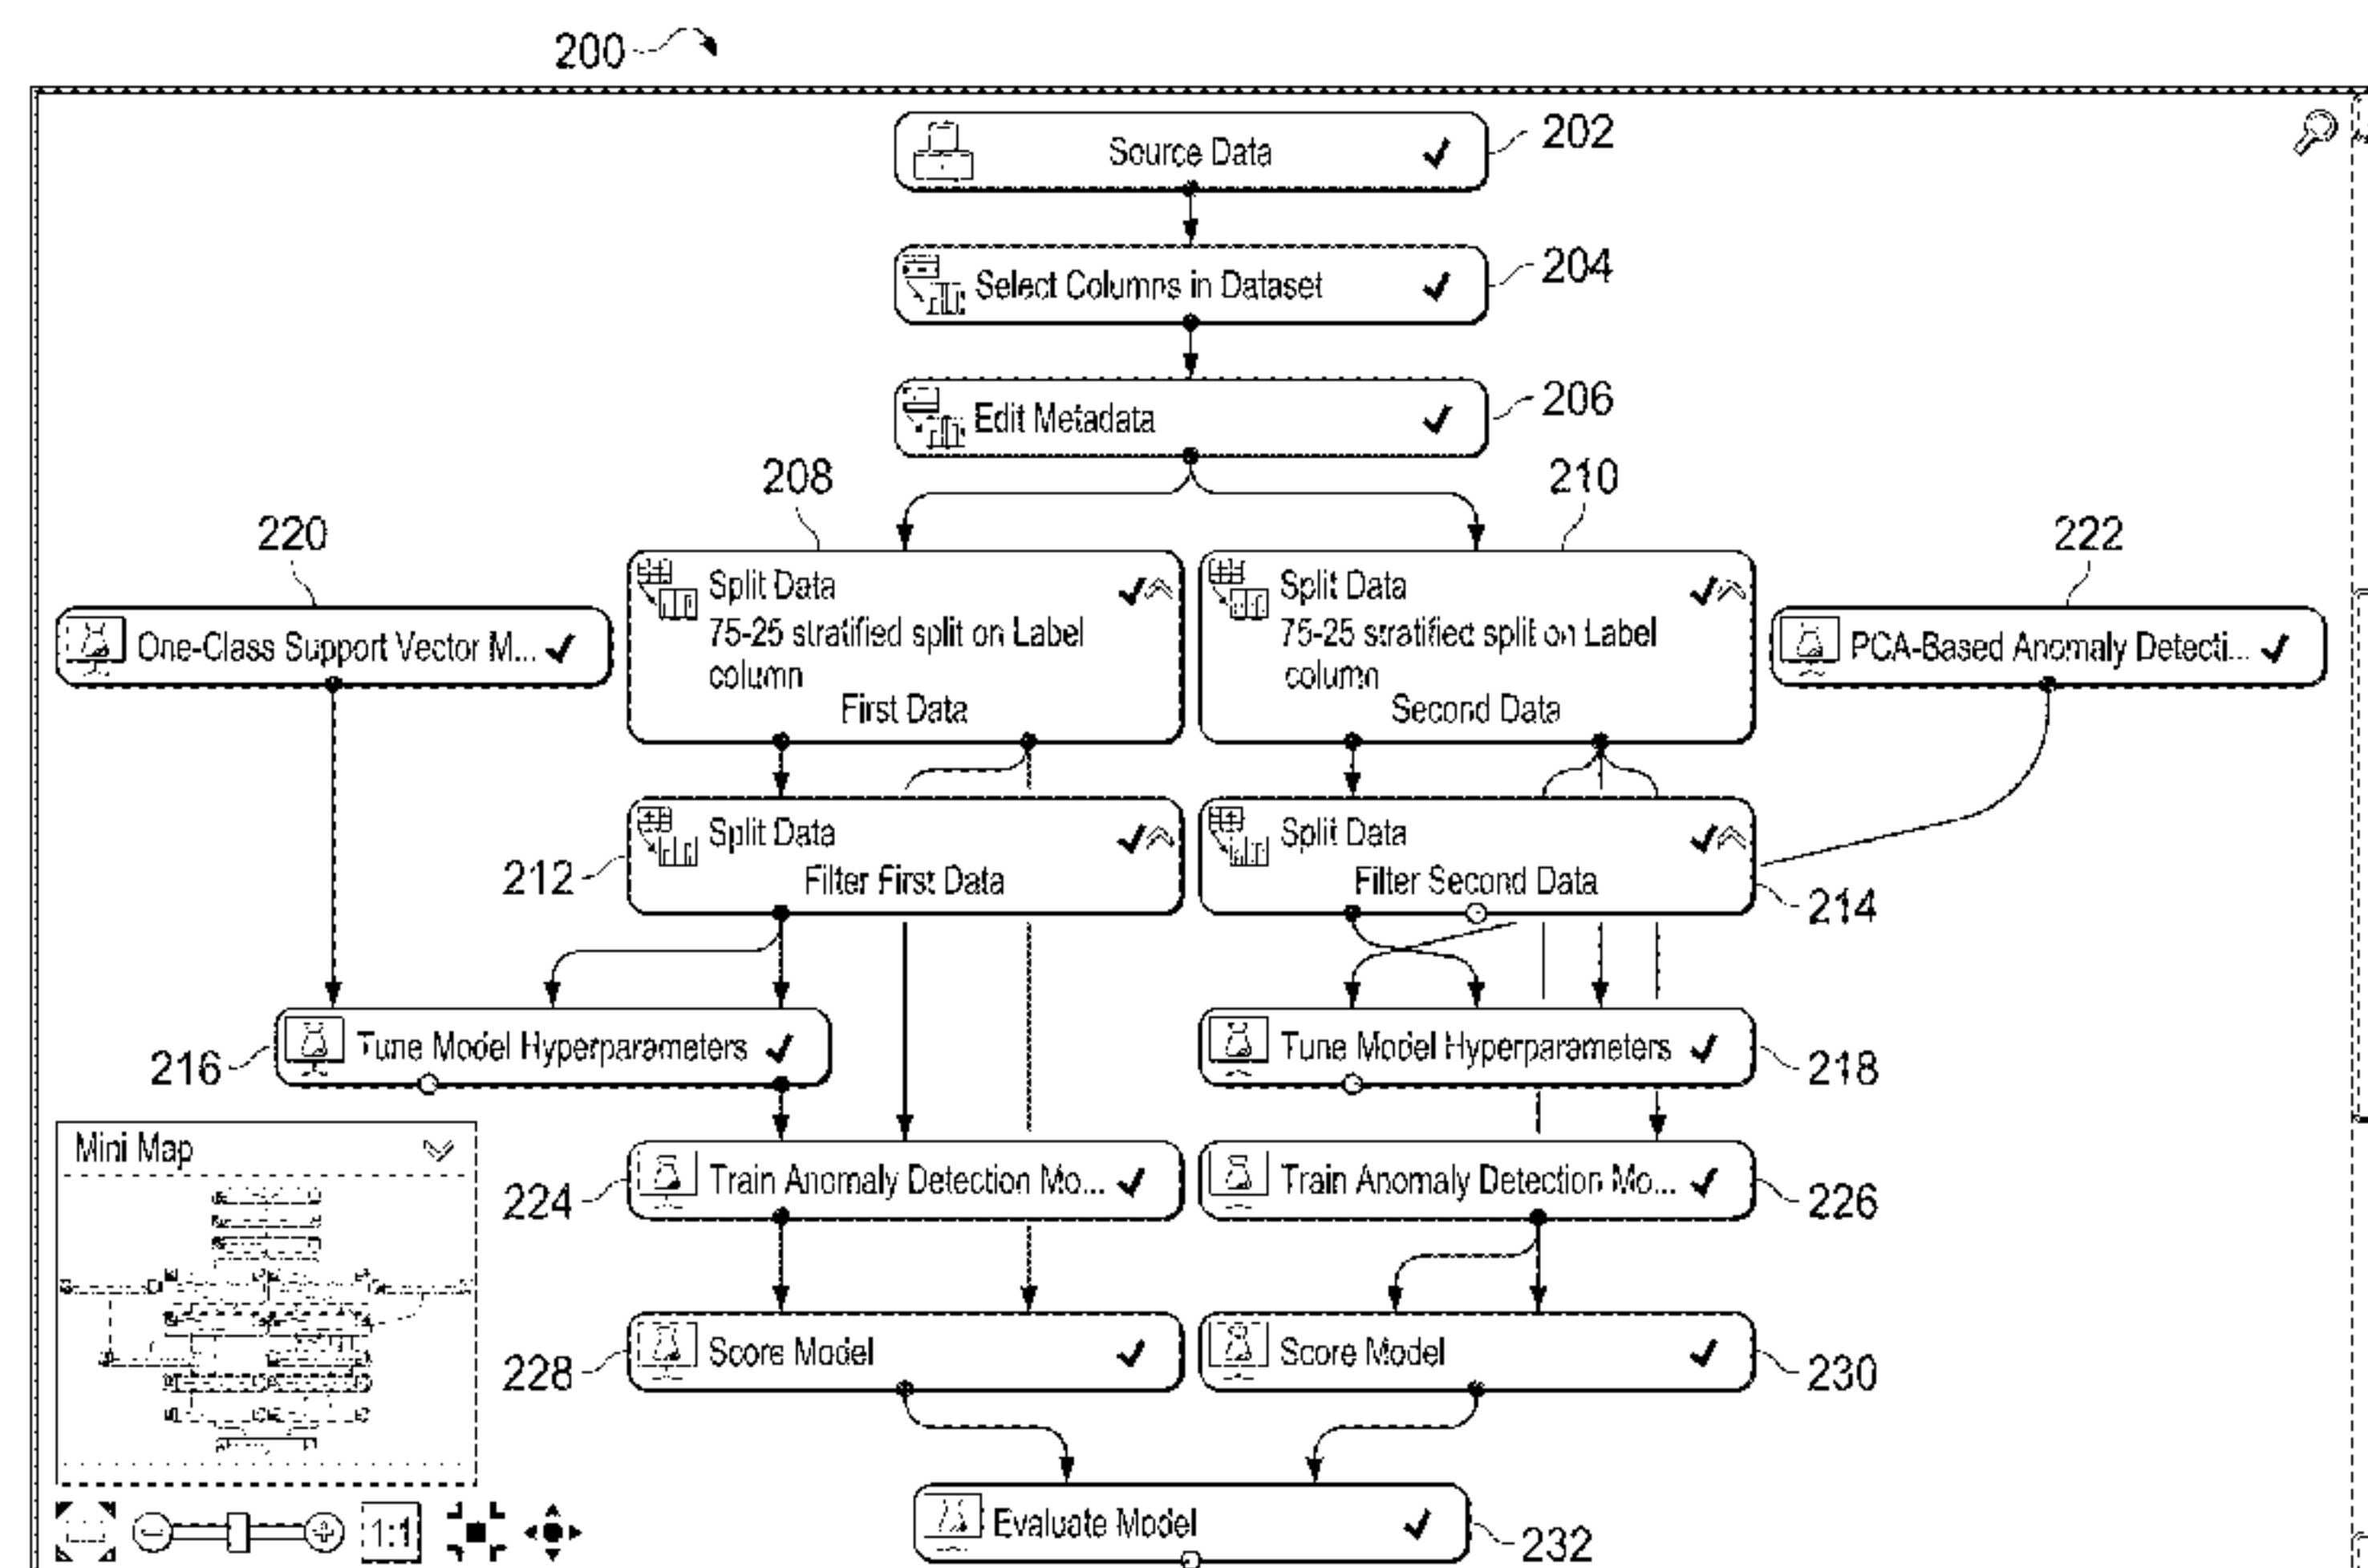 200
Source Data
202
Select Columns in Dataset
204
Edit Metadata
206
208
210
220
222
One-Class Support Vector M...
Split Data
75-25 stratified split on Label
column
First Data
Split Data
75-25 stratified split on Label
column
Second Data
PCA-Based Anomaly Detecti...
Split Data
Filter First Data
212
Split Data
Filter Second Data
214
Tune Model Hyperparameters
216
Tune Model Hyperparameters
218
Mini Map
Train Anomaly Detection Mo...
224
Train Anomaly Detection Mo...
226
Score Model
228
Score Model
230
1:1
Evaluate Model
232